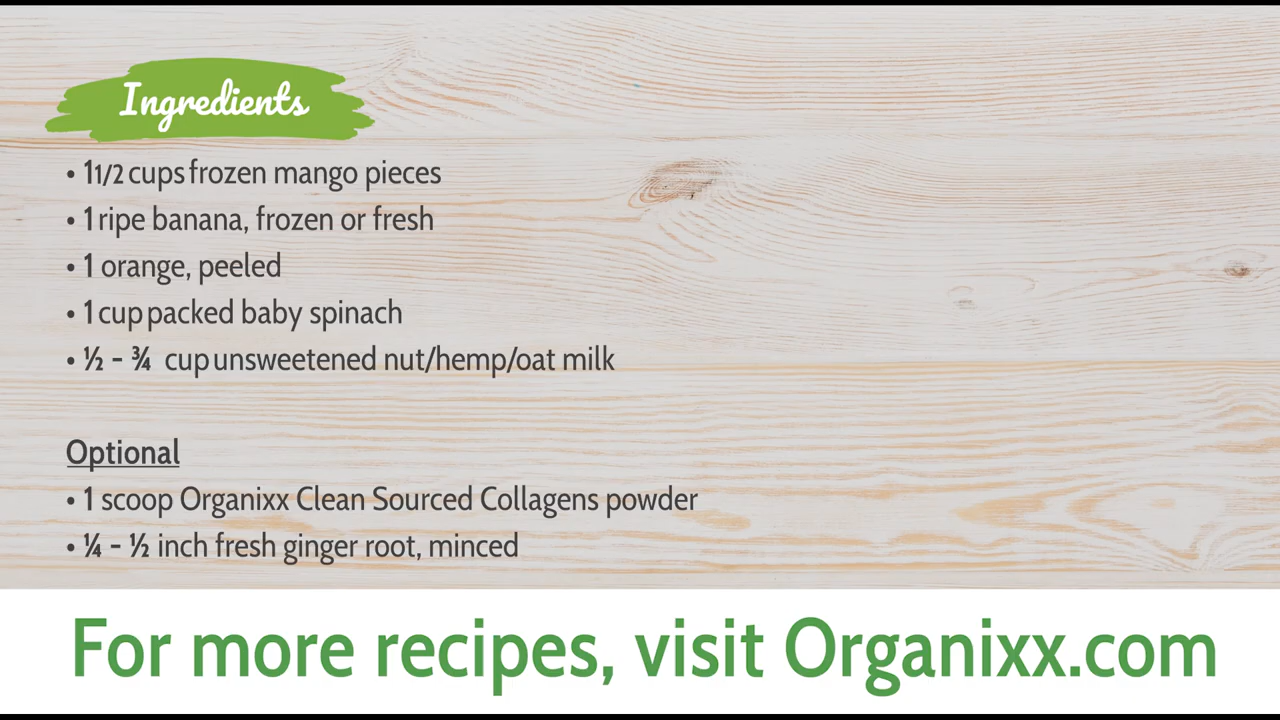 Ingredients
• 11/2 cups frozen mango pieces
• 1 ripe banana, frozen or fresh
• 1 orange, peeled
• 1 cup packed baby spinach
• ½ - ¾ cup unsweetened nut/hemp/oat milk
Optional
• 1 scoop Organixx Clean Sourced Collagens powder
• ¼ - ½ inch fresh ginger root, minced
For more recipes, visit Organixx.com